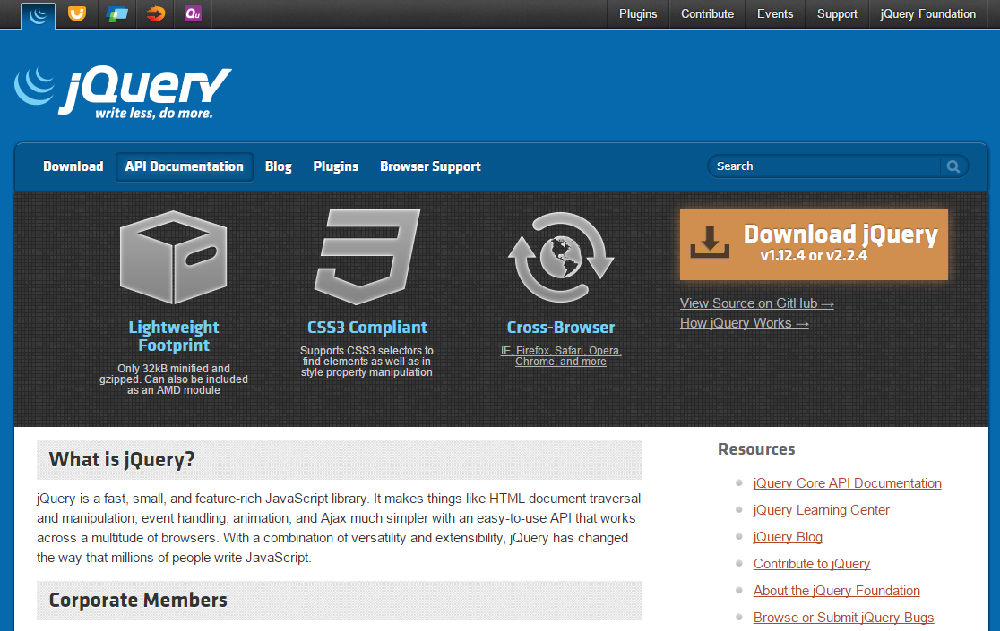 Plugins Contribute Events Support jQuery Foundation
jQuery
write less, do more.
Download API Documentation Blog Plugins Browser Support Search
Lightweight
Footprint
Only 32kB minified and
gzipped. Can also be included
as an AMD module
CSS3 Compliant
Supports CSS3 selectors to
find elements as well as in
style property manipulation
Cross-Browser
IE, Firefox, Safari, Opera,
Chrome, and more
Download jQuery
v1.12.4 or v2.2.4
View Source on GitHub →
How jQuery Works →
What is jQuery?
jQuery is a fast, small, and feature-rich JavaScript library. It makes things like HTML document traversal
and manipulation, event handling, animation, and Ajax much simpler with an easy-to-use API that works
across a multitude of browsers. With a combination of versatility and extensibility, jQuery has changed
the way that millions of people write JavaScript.
Corporate Members
Resources
jQuery Core API Documentation
jQuery Learning Center
jQuery Blog
Contribute to jQuery
About the jQuery Foundation
Browse or Submit jQuery Bugs